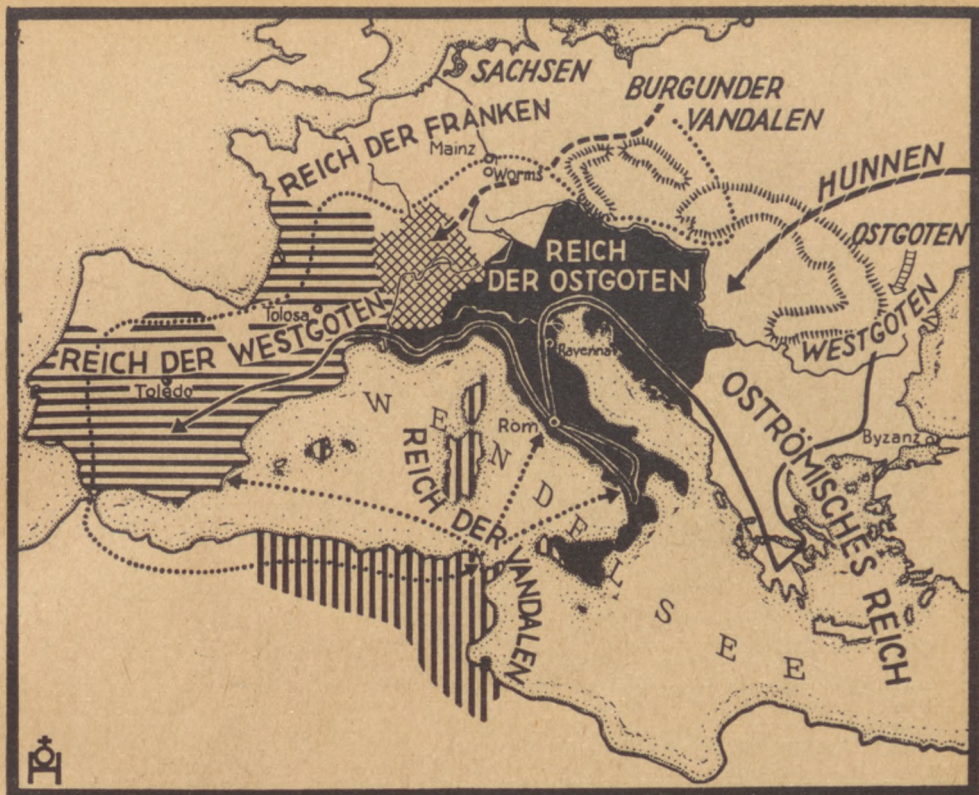 SACHSEN
BURGUNDER
VANDALEN
REICH DER FRANKEN
Mainz
Worms
HUNNEN
OSTGOTEN
REICH
DER OSTGOTEN
WESTGOTEN
Tolosa
REICH DER WESTGOTEN
Ravenna
Toledo
OSTRÖMISCHES REICH
Rom
Byzanz
WENDELSEE
REICH DER VANDALEN